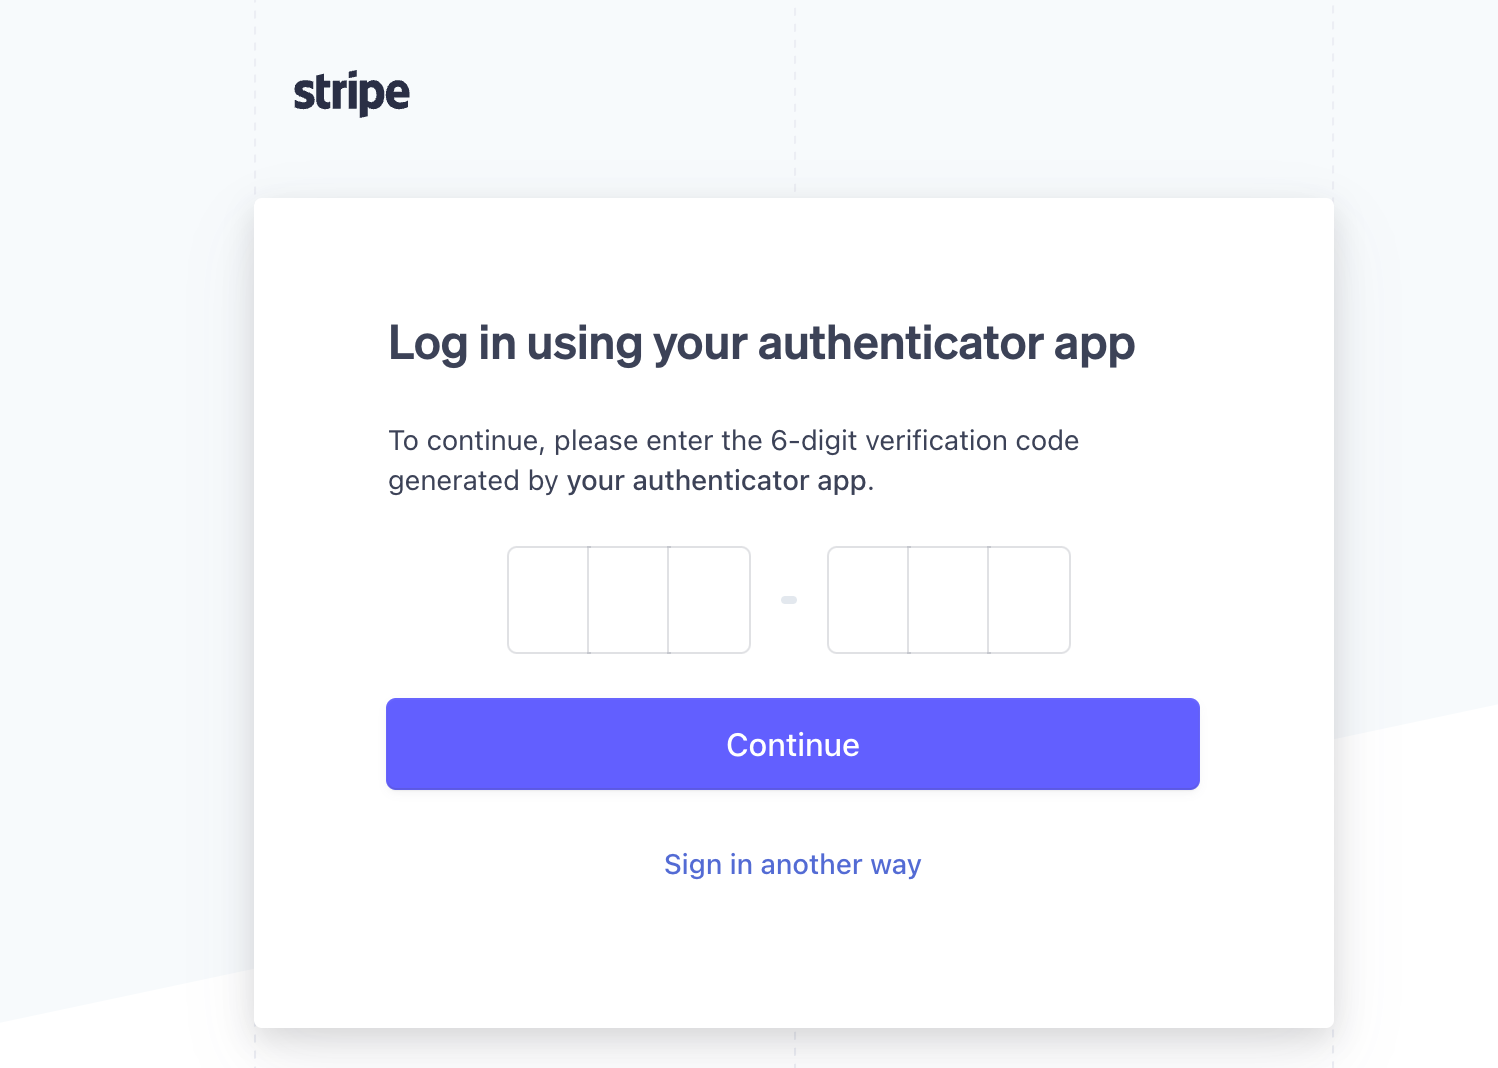 stripe
Log in using your authenticator app
To continue, please enter the 6-digit verification code
generated by your authenticator app.
-
Continue
Sign in another way